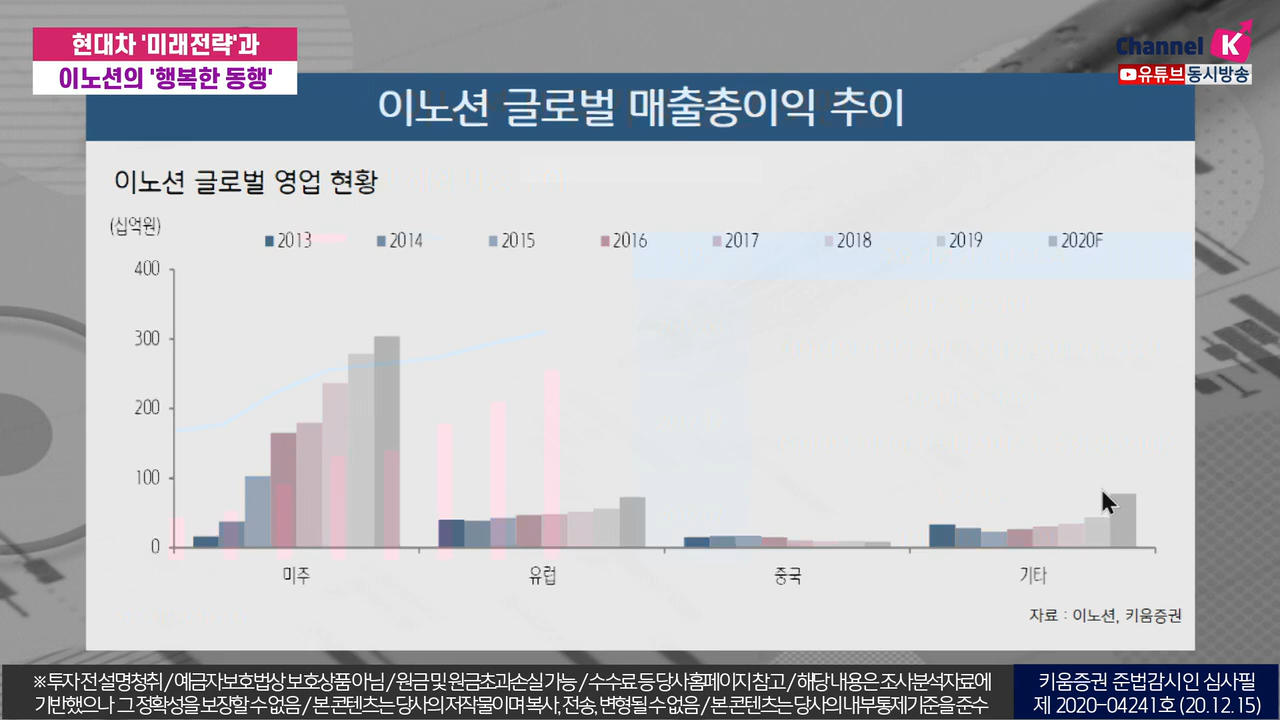 현대차 '미래전략'과
이노션의 '행복한 동행'
Channel K
유튜브동시방송
이노션 글로벌 매출총이익 추이
이노션 글로벌 영업 현황
(십억원)
2013 2014 2015 2016 2017 2018 2019 2020F
400
300
200
100
0
미주 유럽 중국 기타
자료 : 이노션, 키움증권
※ 투자 전 설명청취 / 예금자보호법상 보호상품 아님 / 원금 및 원금초과손실 가능 / 수수료 등 당사홈페이지 참고 / 해당 내용은 조사분석자료에
기반했으나 그 정확성을 보장할 수 없음 / 본 콘텐츠는 당사의 저작물이며 복사, 전송, 변형될 수 없음 / 본 콘텐츠는 당사의 내부통제기준을 준수
키움증권 준법감시인 심사필
제 2020-04241호 (20.12.15)